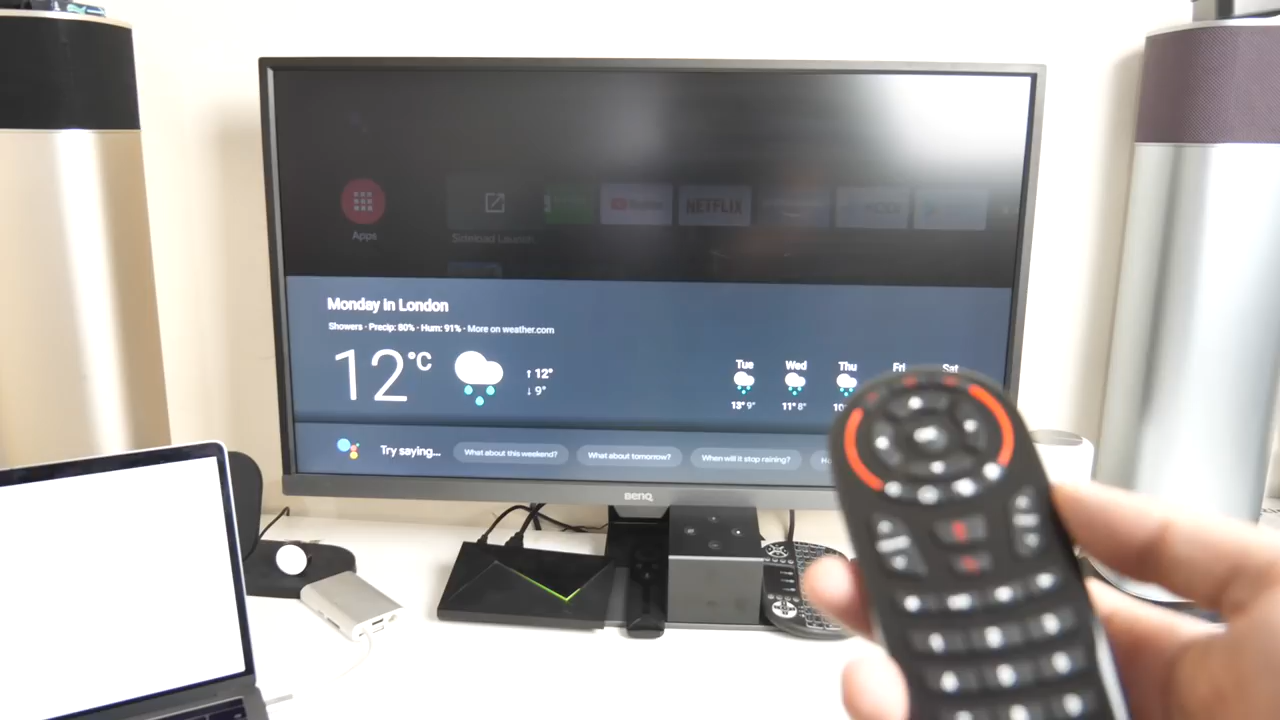 NETFLIX
Apps
Sideload
Monday in London
Showers · Precip: 80% · Hum: 91% · More on weather.com
12°C
↑ 12°
↓ 9°
Tue Wed Thu Fri Sat
13° 9° 11° 8° 10
Try saying...
What about this weekend? What about tomorrow? When will it stop raining?
BenQ